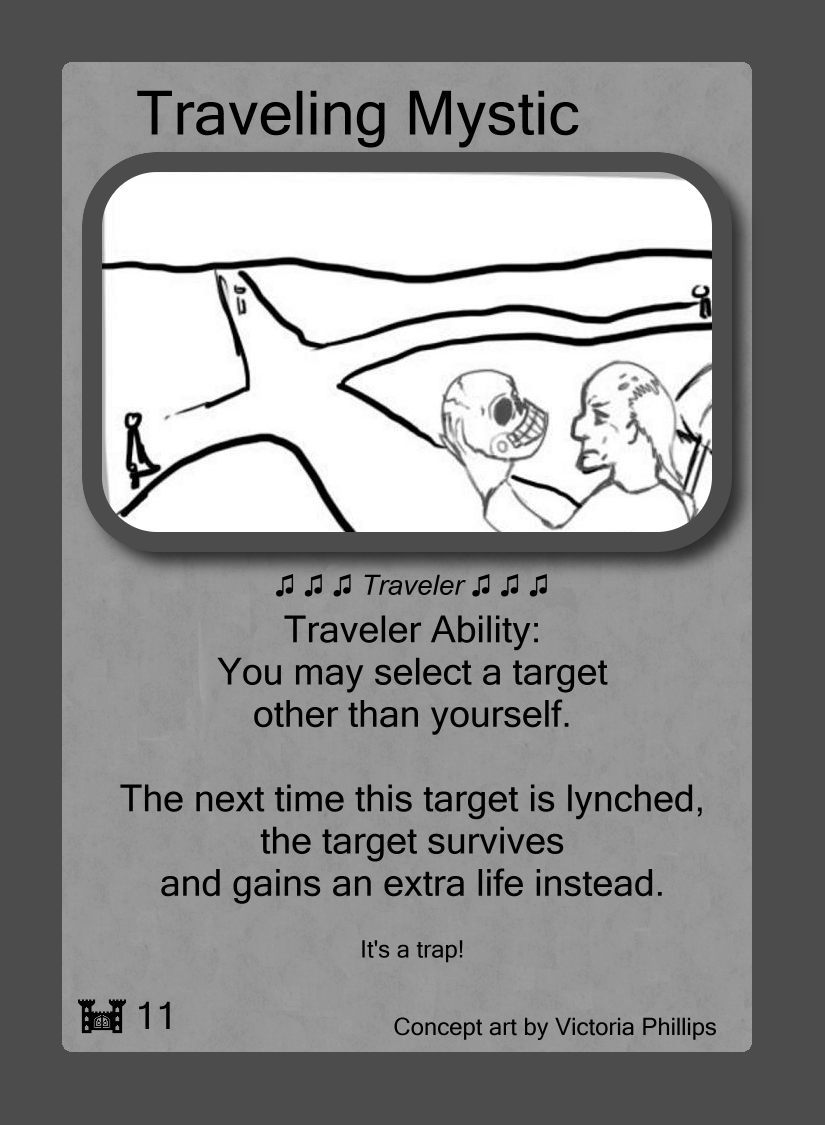 Traveling Mystic
♫ ♫ ♫ Traveler ♫ ♫ ♫
Traveler Ability:
You may select a target
other than yourself.
The next time this target is lynched,
the target survives
and gains an extra life instead.
It's a trap!
11
Concept art by Victoria Phillips